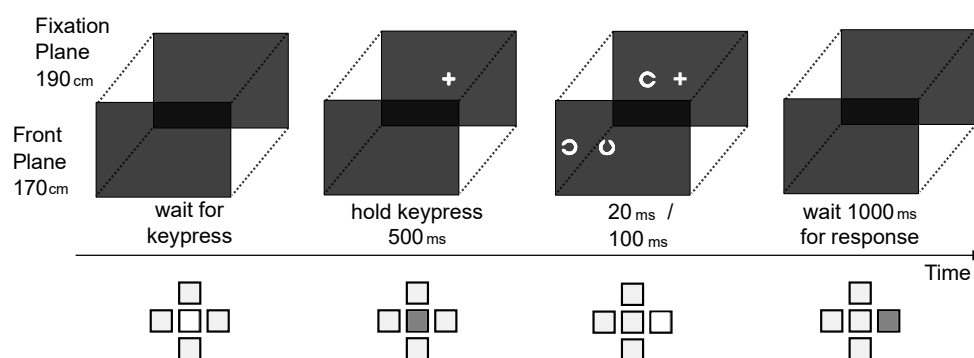 Fixation
Plane
190 cm
Front
Plane
170 cm
wait for
keypress
hold keypress
500 ms
20 ms /
100 ms
wait 1000 ms
for response
Time